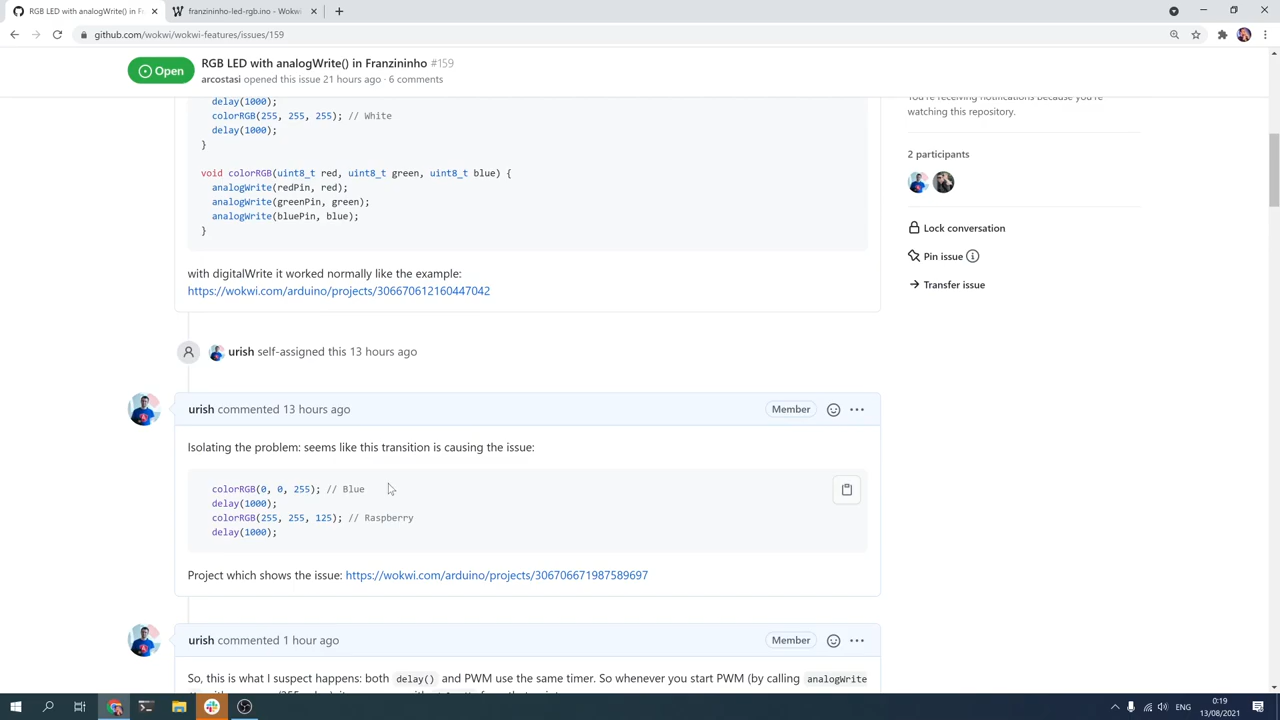 RGB LED with analogWrite() in F
franzininho-led-rgb.ino - Wokwi
github.com/wokwi/wokwi-features/issues/159
Open
RGB LED with analogWrite() in Franzininho #159
arcostasi opened this issue 21 hours ago · 6 comments
delay(1000);
colorRGB(255, 255, 255); // White
delay(1000);
}
void colorRGB(uint8_t red, uint8_t green, uint8_t blue) {
analogWrite(redPin, red);
analogWrite(greenPin, green);
analogWrite(bluePin, blue);
}
with digitalWrite it worked normally like the example:
https://wokwi.com/arduino/projects/306670612160447042
urish self-assigned this 13 hours ago
urish commented 13 hours ago
Member
Isolating the problem: seems like this transition is causing the issue:
colorRGB(0, 0, 255); // Blue
delay(1000);
colorRGB(255, 255, 125); // Raspberry
delay(1000);
Project which shows the issue: https://wokwi.com/arduino/projects/306706671987589697
urish commented 1 hour ago
Member
So, this is what I suspect happens: both delay() and PWM use the same timer. So whenever you start PWM (by calling analogWrite
You're receiving notifications because you're
watching this repository.
2 participants
Lock conversation
Pin issue
Transfer issue
ENG
0:19
13/08/2021